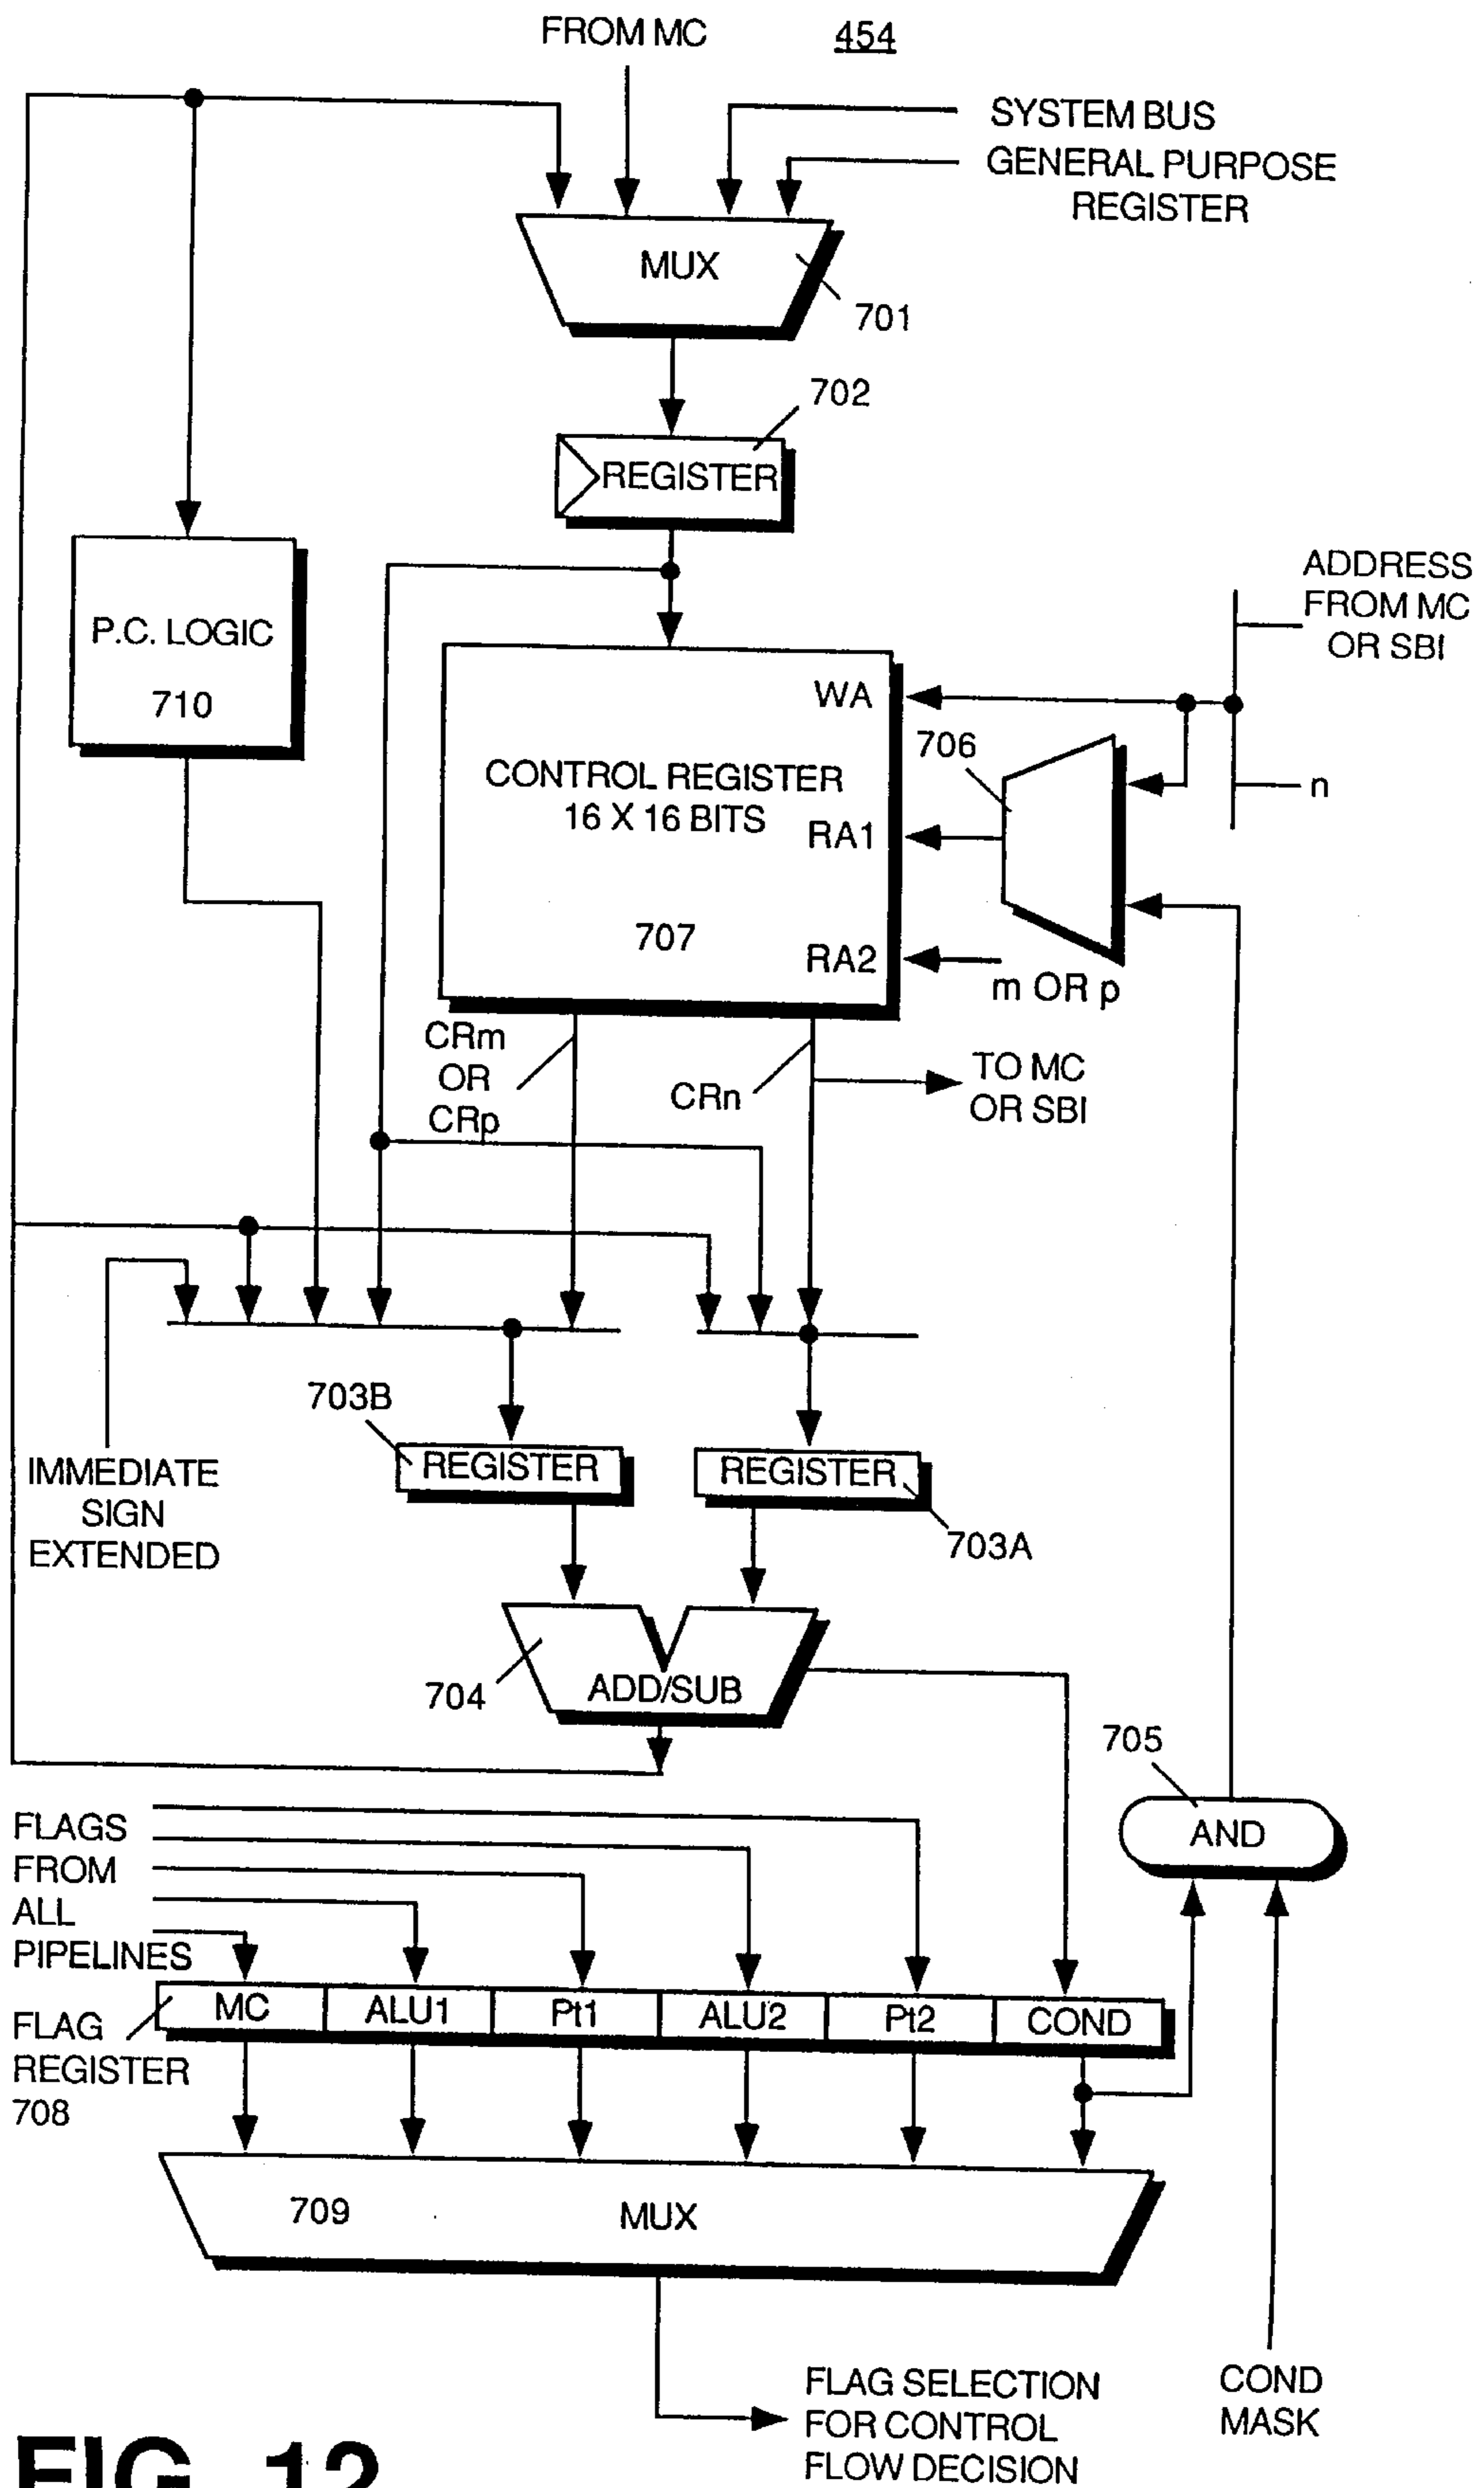 FROM MC
454
SYSTEM BUS
GENERAL PURPOSE
REGISTER
MUX
701
702
REGISTER
P.C. LOGIC
710
ADDRESS
FROM MC
OR SBI
WA
706
n
CONTROL REGISTER
16 X 16 BITS
RA1
707
RA2
m OR p
CRm
OR
CRp
CRn
TO MC
OR SBI
703B
REGISTER
REGISTER
703A
IMMEDIATE
SIGN
EXTENDED
704
ADD/SUB
705
AND
FLAGS
FROM
ALL
PIPELINES
MC
ALU1
Pt1
ALU2
Pt2
COND
FLAG
REGISTER
708
709
MUX
FLAG SELECTION
FOR CONTROL
FLOW DECISION
COND
MASK
FIG. 12